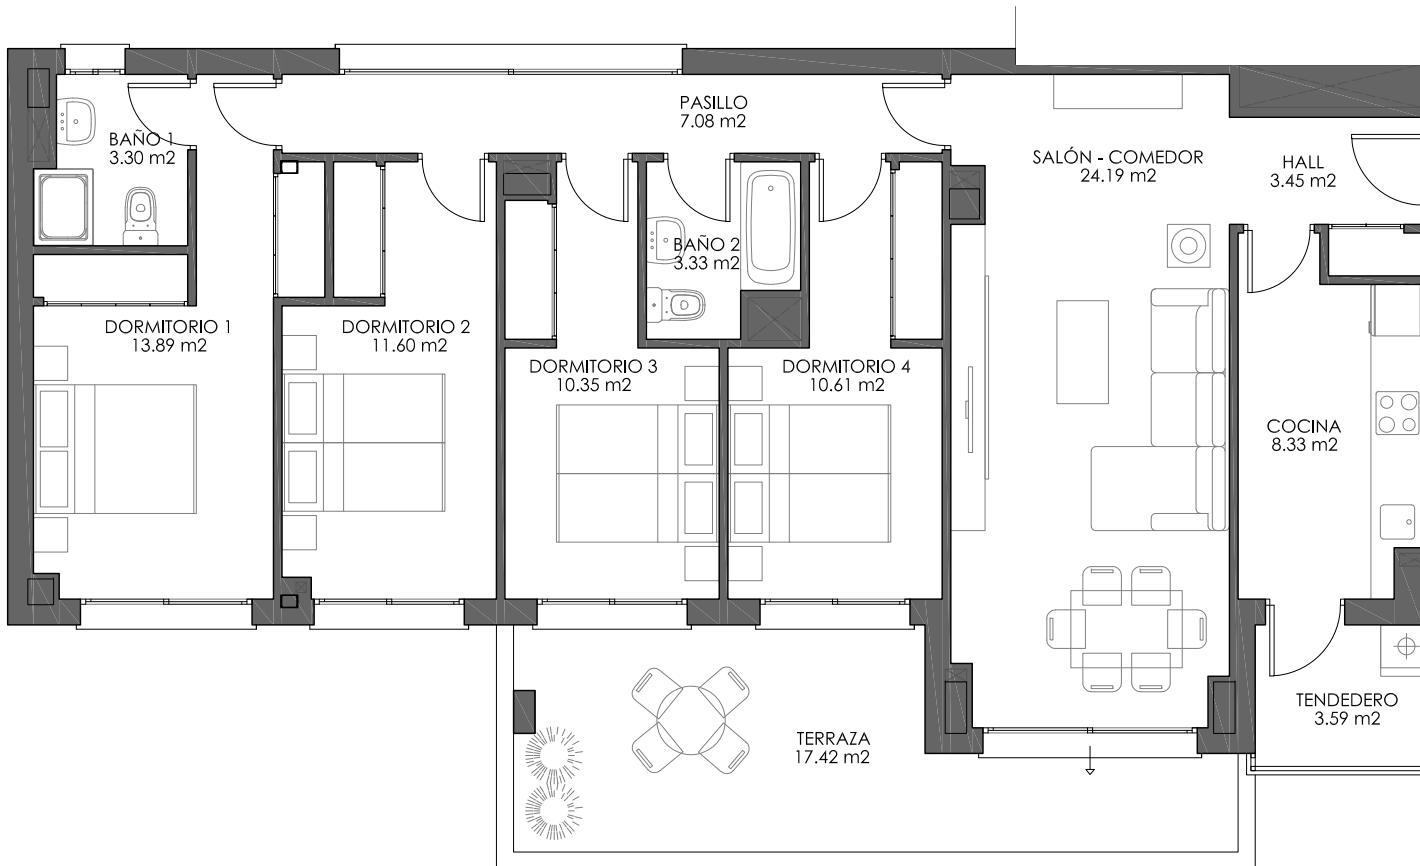 PASILLO
7.08 m2
BAÑO 1
3.30 m2
SALÓN - COMEDOR
24.19 m2
HALL
3.45 m2
BAÑO 2
3.33 m2
DORMITORIO 1
13.89 m2
DORMITORIO 2
11.60 m2
DORMITORIO 3
10.35 m2
DORMITORIO 4
10.61 m2
COCINA
8.33 m2
TENDEDERO
3.59 m2
TERRAZA
17.42 m2